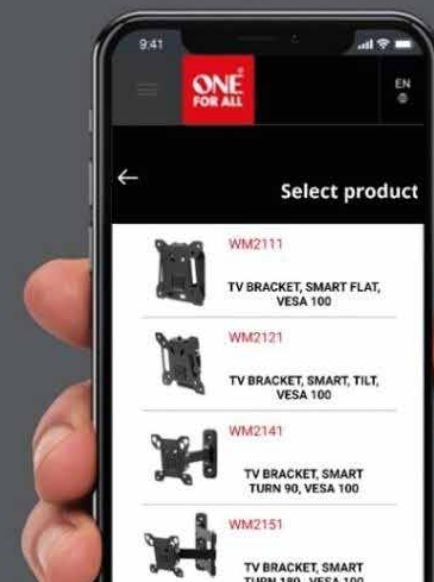 9:41
ONE
FOR ALL
EN
Select product
WM2111
TV BRACKET, SMART FLAT,
VESA 100
WM2121
TV BRACKET, SMART, TILT,
VESA 100
WM2141
TV BRACKET, SMART
TURN 90, VESA 100
WM2151
TV BRACKET, SMART
TURN 180, VESA 100